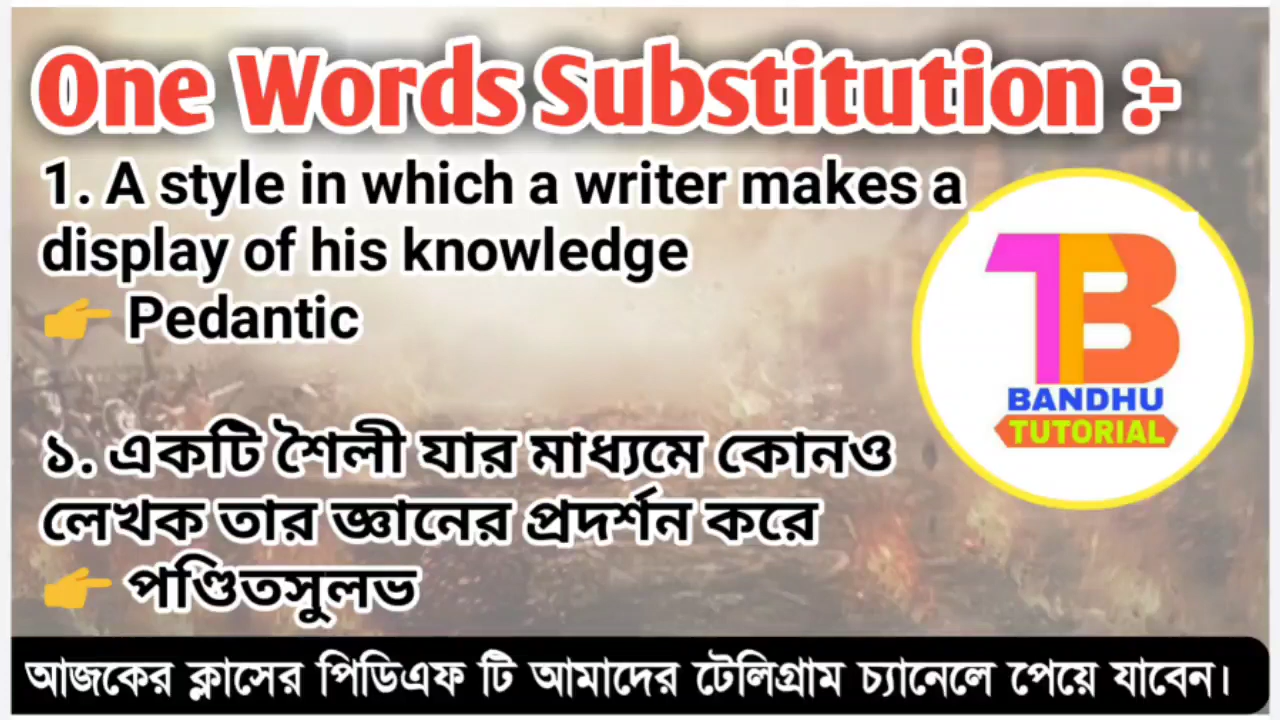 One Words Substitution :-
1. A style in which a writer makes a
display of his knowledge
👉 Pedantic
TB
BANDHU
TUTORIAL
১. একটি শৈলী যার মাধ্যমে কোনও
লেখক তার জ্ঞানের প্রদর্শন করে
👉 পণ্ডিতসুলভ
আজকের ক্লাসের পিডিএফ টি আমাদের টেলিগ্রাম চ্যানেলে পেয়ে যাবেন।